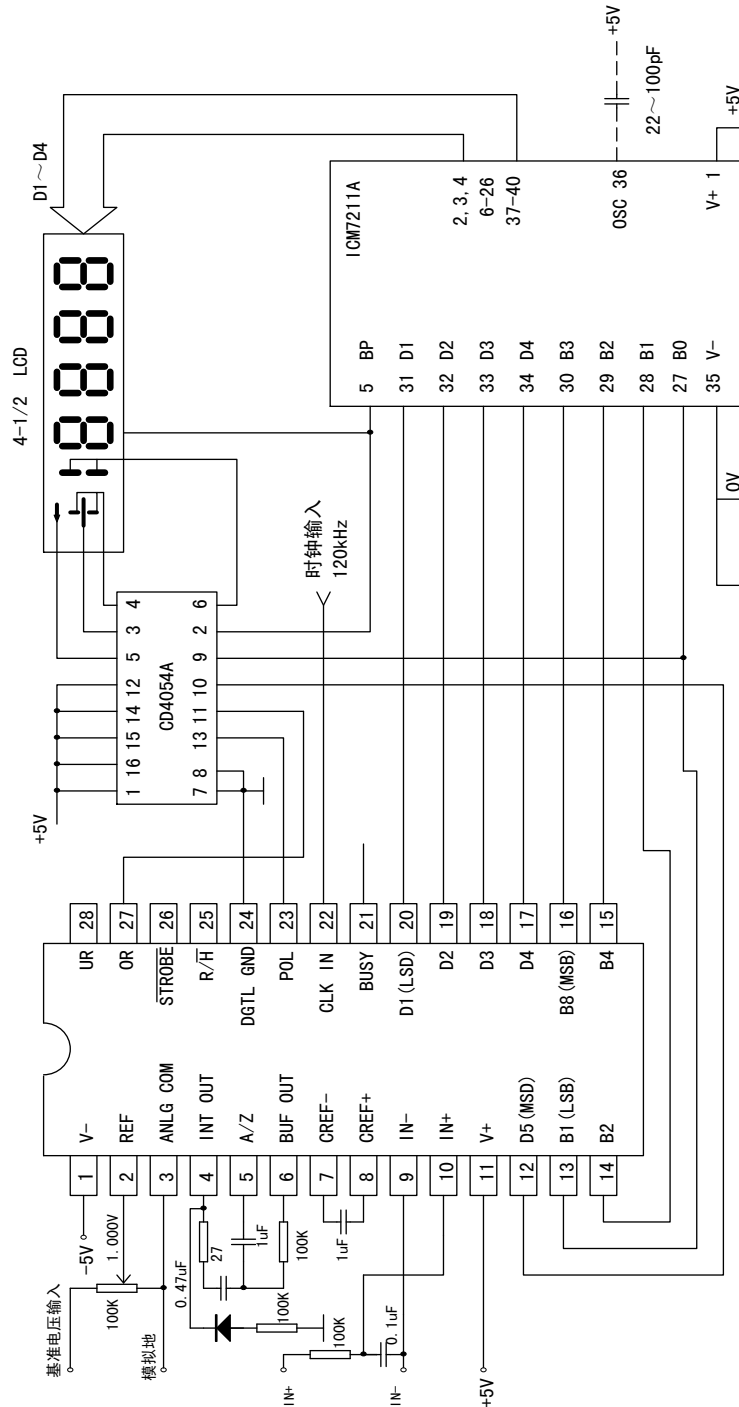 4-1/2 LCD
D1～D4
+5V
1 16 15 14 12 5 3 4
CD4054A
7 8 13 11 10 9 2 6
时钟输入
120kHz
ICM7211A
5 BP
31 D1
32 D2
33 D3
34 D4
30 B3
29 B2
28 B1
27 B0
35 V-
2,3,4
6-26
37-40
OSC 36
V+ 1
+5V
22～100pF
+5V
0V
基准电压输入
100K
-5V
1.000V
模拟地
0.47uF
27
1uF
100K
100K
1uF
IN+
100K
0.1uF
IN-
+5V
1 V-
2 REF
3 ANLG COM
4 INT OUT
5 A/Z
6 BUF OUT
7 CREF-
8 CREF+
9 IN-
10 IN+
11 V+
12 D5(MSD)
13 B1(LSB)
14 B2
UR 28
OR 27
STROBE 26
R/H 25
DGTL GND 24
POL 23
CLK IN 22
BUSY 21
D1(LSD) 20
D2 19
D3 18
D4 17
B8(MSB) 16
B4 15